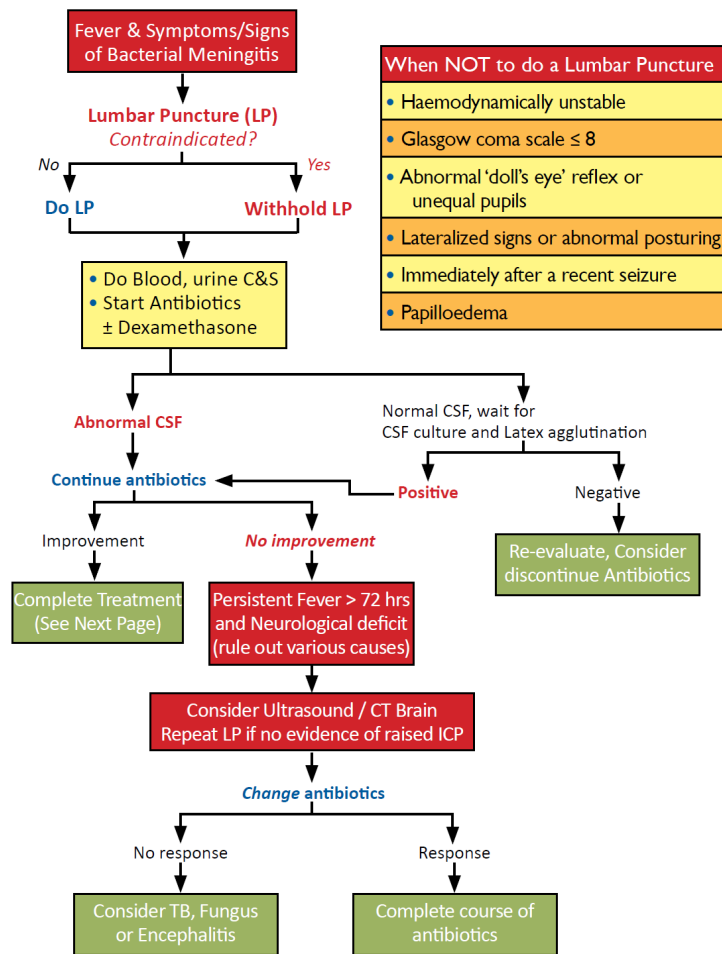 Fever & Symptoms/Signs
of Bacterial Meningitis
Lumbar Puncture (LP)
Contraindicated?
No
Yes
Do LP
Withhold LP
When NOT to do a Lumbar Puncture
• Haemodynamically unstable
• Glasgow coma scale ≤ 8
• Abnormal 'doll's eye' reflex or
unequal pupils
• Lateralized signs or abnormal posturing
• Immediately after a recent seizure
• Papilloedema
• Do Blood, urine C&S
• Start Antibiotics
± Dexamethasone
Abnormal CSF
Normal CSF, wait for
CSF culture and Latex agglutination
Continue antibiotics
Positive
Negative
Improvement
No improvement
Re-evaluate, Consider
discontinue Antibiotics
Complete Treatment
(See Next Page)
Persistent Fever > 72 hrs
and Neurological deficit
(rule out various causes)
Consider Ultrasound / CT Brain
Repeat LP if no evidence of raised ICP
Change antibiotics
No response
Response
Consider TB, Fungus
or Encephalitis
Complete course of
antibiotics